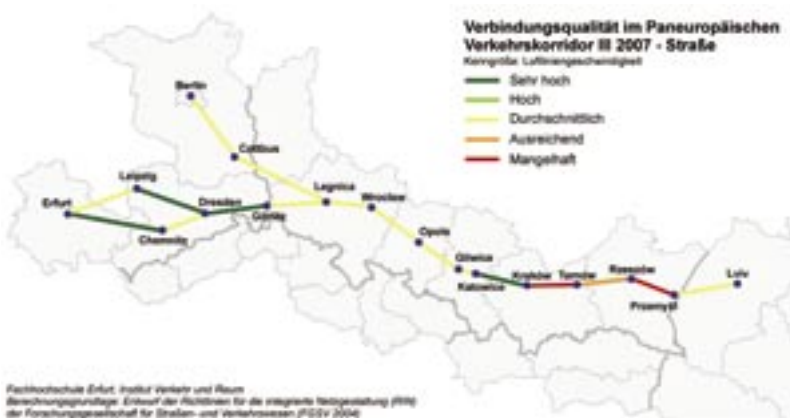 Verbindungsqualität im Paneuropäischen
Verkehrskorridor III 2007 - Straße
Kenngröße: Luftliniengeschwindigkeit
Sehr hoch
Hoch
Durchschnittlich
Ausreichend
Mangelhaft
Berlin
Cottbus
Leipzig
Erfurt
Dresden
Chemnitz
Görlitz
Legnica
Wrocław
Opole
Gliwice
Katowice
Kraków
Tarnów
Rzeszów
Przemyśl
Lviv
Fachhochschule Erfurt, Institut Verkehr und Raum
Berechnungsgrundlage: Entwurf der Richtlinien für die integrierte Netzgestaltung (RIN)
der Forschungsgesellschaft für Straßen- und Verkehrswesen (FGSV 2004)